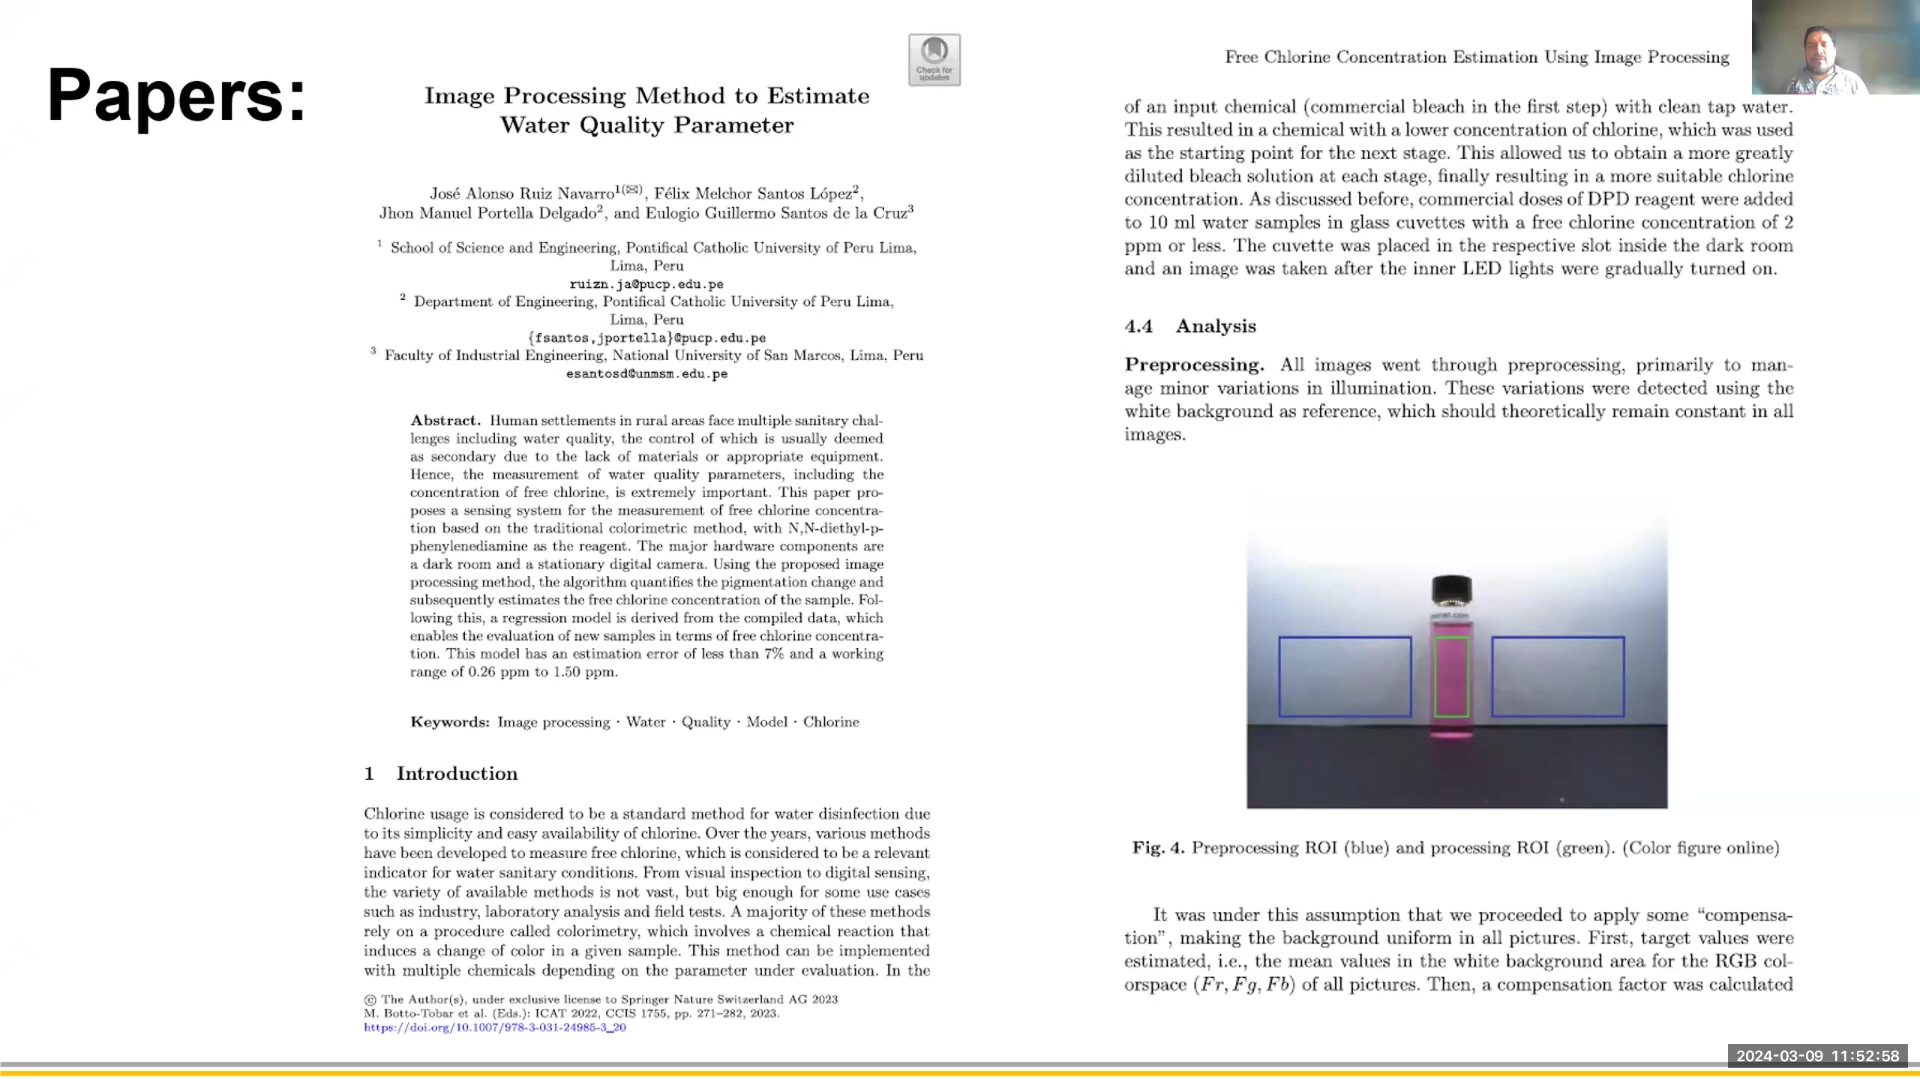 Papers:
Check for
updates
Image Processing Method to Estimate
Water Quality Parameter
José Alonso Ruiz Navarro1(✉), Félix Melchor Santos López2,
Jhon Manuel Portella Delgado2, and Eulogio Guillermo Santos de la Cruz3
1 School of Science and Engineering, Pontifical Catholic University of Peru Lima,
Lima, Peru
ruizn.ja@pucp.edu.pe
2 Department of Engineering, Pontifical Catholic University of Peru Lima,
Lima, Peru
{fsantos,jportella}@pucp.edu.pe
3 Faculty of Industrial Engineering, National University of San Marcos, Lima, Peru
esantosd@unmsm.edu.pe
Abstract. Human settlements in rural areas face multiple sanitary chal-
lenges including water quality, the control of which is usually deemed
as secondary due to the lack of materials or appropriate equipment.
Hence, the measurement of water quality parameters, including the
concentration of free chlorine, is extremely important. This paper pro-
poses a sensing system for the measurement of free chlorine concentra-
tion based on the traditional colorimetric method, with N,N-diethyl-p-
phenylenediamine as the reagent. The major hardware components are
a dark room and a stationary digital camera. Using the proposed image
processing method, the algorithm quantifies the pigmentation change and
subsequently estimates the free chlorine concentration of the sample. Fol-
lowing this, a regression model is derived from the compiled data, which
enables the evaluation of new samples in terms of free chlorine concentra-
tion. This model has an estimation error of less than 7% and a working
range of 0.26 ppm to 1.50 ppm.
Keywords: Image processing · Water · Quality · Model · Chlorine
1 Introduction
Chlorine usage is considered to be a standard method for water disinfection due
to its simplicity and easy availability of chlorine. Over the years, various methods
have been developed to measure free chlorine, which is considered to be a relevant
indicator for water sanitary conditions. From visual inspection to digital sensing,
the variety of available methods is not vast, but big enough for some use cases
such as industry, laboratory analysis and field tests. A majority of these methods
rely on a procedure called colorimetry, which involves a chemical reaction that
induces a change of color in a given sample. This method can be implemented
with multiple chemicals depending on the parameter under evaluation. In the
© The Author(s), under exclusive license to Springer Nature Switzerland AG 2023
M. Botto-Tobar et al. (Eds.): ICAT 2022, CCIS 1755, pp. 271–282, 2023.
https://doi.org/10.1007/978-3-031-24985-3_20
Free Chlorine Concentration Estimation Using Image Processing
of an input chemical (commercial bleach in the first step) with clean tap water.
This resulted in a chemical with a lower concentration of chlorine, which was used
as the starting point for the next stage. This allowed us to obtain a more greatly
diluted bleach solution at each stage, finally resulting in a more suitable chlorine
concentration. As discussed before, commercial doses of DPD reagent were added
to 10 ml water samples in glass cuvettes with a free chlorine concentration of 2
ppm or less. The cuvette was placed in the respective slot inside the dark room
and an image was taken after the inner LED lights were gradually turned on.
4.4 Analysis
Preprocessing. All images went through preprocessing, primarily to man-
age minor variations in illumination. These variations were detected using the
white background as reference, which should theoretically remain constant in all
images.
Fig. 4. Preprocessing ROI (blue) and processing ROI (green). (Color figure online)
It was under this assumption that we proceeded to apply some “compensa-
tion”, making the background uniform in all pictures. First, target values were
estimated, i.e., the mean values in the white background area for the RGB col-
orspace (Fr, Fg, Fb) of all pictures. Then, a compensation factor was calculated
2024-03-09 11:52:58